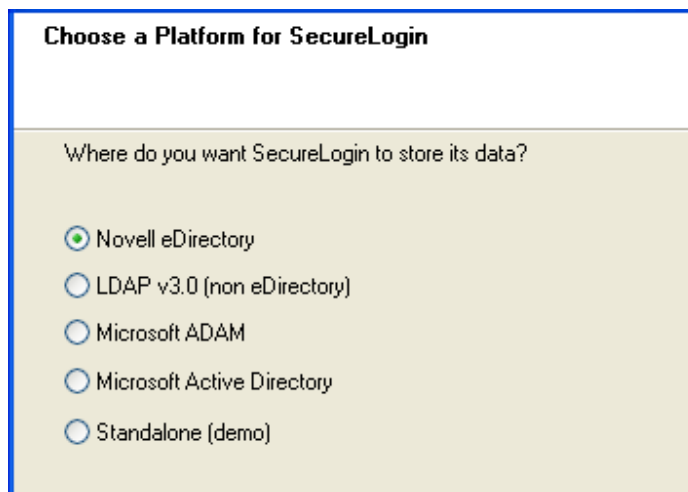 Choose a Platform for SecureLogin
Where do you want SecureLogin to store its data?
Novell eDirectory
LDAP v3.0 (non eDirectory)
Microsoft ADAM
Microsoft Active Directory
Standalone (demo)